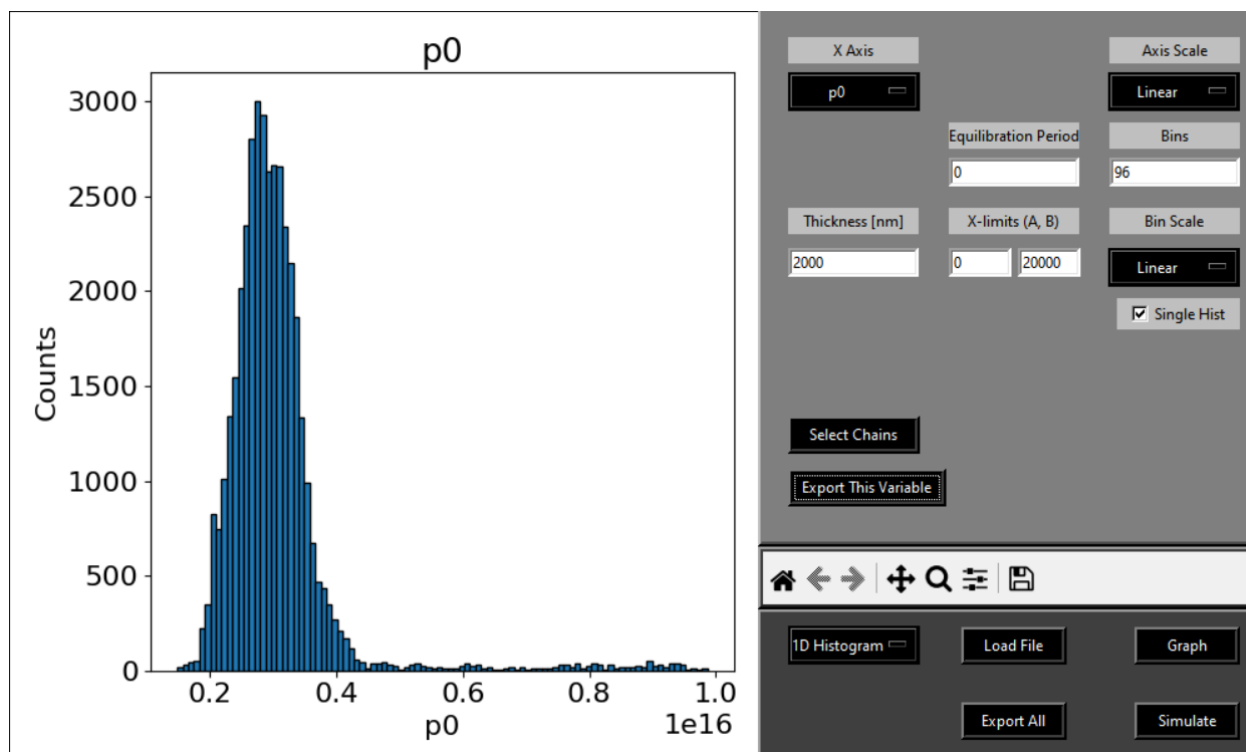 p0
3000
2500
2000
1500
1000
500
0
Counts
0.2 0.4 0.6 0.8 1.0
1e16
p0
X Axis
Axis Scale
p0
Linear
Equilibration Period
Bins
0
96
Thickness [nm]
X-limits (A, B)
Bin Scale
2000
0
20000
Linear
Single Hist
Select Chains
Export This Variable
1D Histogram
Load File
Graph
Export All
Simulate